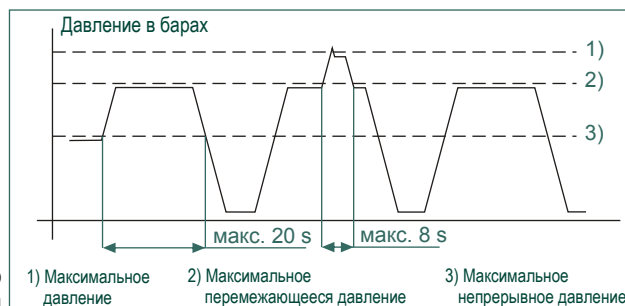 Давление в барах
1)
2)
3)
макс. 20 s
макс. 8 s
1) Максимальное давление
2) Максимальное перемежающееся давление
3) Максимальное непрерывное давление